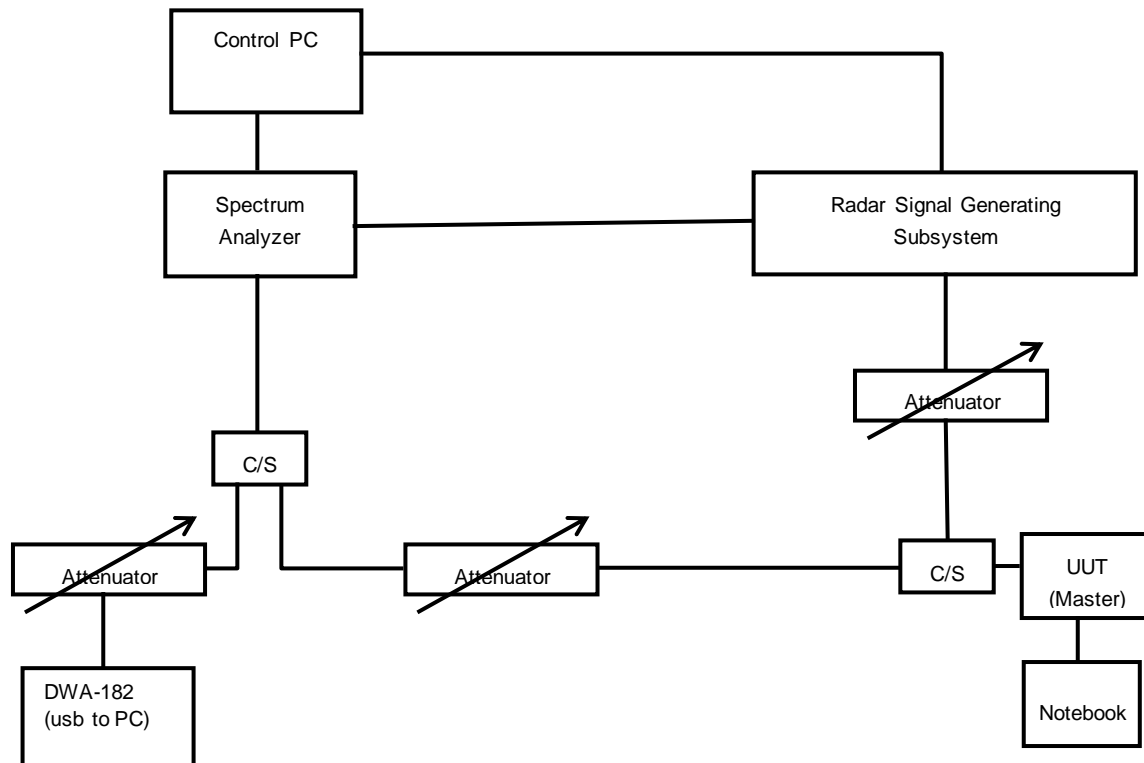 Control PC
Spectrum
Analyzer
Radar Signal Generating
Subsystem
Attenuator
C/S
Attenuator
Attenuator
C/S
UUT
(Master)
DWA-182
(usb to PC)
Notebook